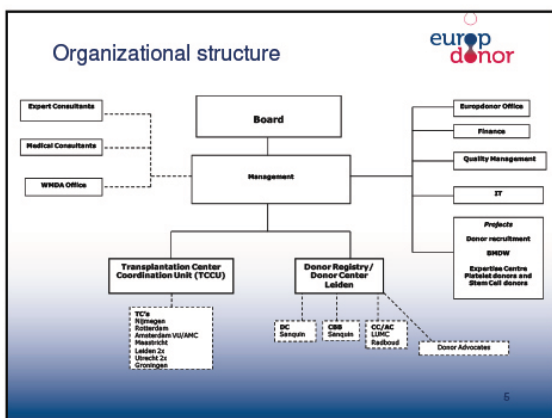 Organizational structure
europ
donor
Expert Consultants
Medical Consultants
WMDA Office
Board
Management
Europdonor Office
Finance
Quality Management
IT
Projects
Donor recruitment
BMDW
Expertise Centre
Platelet donors and
Stem Cell donors
Transplantation Center
Coordination Unit (TCCU)
Donor Registry/
Donor Center
Leiden
TC's
Nijmegen
Rotterdam
Amsterdam VU/AMC
Maastricht
Leiden 2x
Utrecht 2x
Groningen
DC
Sanquin
CBB
Sanquin
CC/AC
LUMC
Radboud
Donor Advocates
5